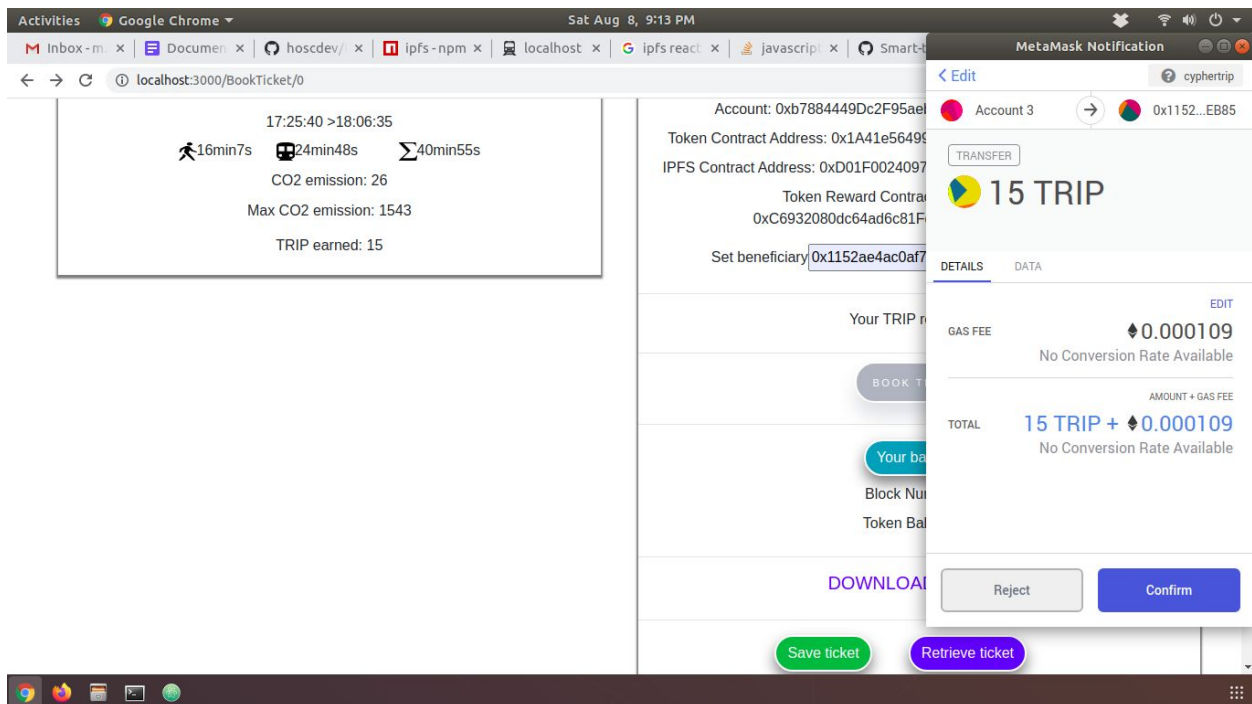 Activities Google Chrome Sat Aug 8, 9:13 PM
Inbox - m Documen hoscdev/ ipfs - npm localhost ipfs react javascript Smart-t
localhost:3000/BookTicket/0
17:25:40 >18:06:35
16min7s 24min48s 40min55s
CO2 emission: 26
Max CO2 emission: 1543
TRIP earned: 15
Account: 0xb7884449Dc2F95ael
Token Contract Address: 0x1A41e56499
IPFS Contract Address: 0xD01F0024097
Token Reward Contra
0xC6932080dc64ad6c81F
Set beneficiary 0x1152ae4ac0af7
Your TRIP r
BOOK T
Your ba
Block Nu
Token Bal
DOWNLOA
Save ticket Retrieve ticket
MetaMask Notification
< Edit cyphertrip
Account 3 0x1152...EB85
TRANSFER
15 TRIP
DETAILS DATA
EDIT
GAS FEE 0.000109
No Conversion Rate Available
AMOUNT + GAS FEE
TOTAL 15 TRIP + 0.000109
No Conversion Rate Available
Reject Confirm